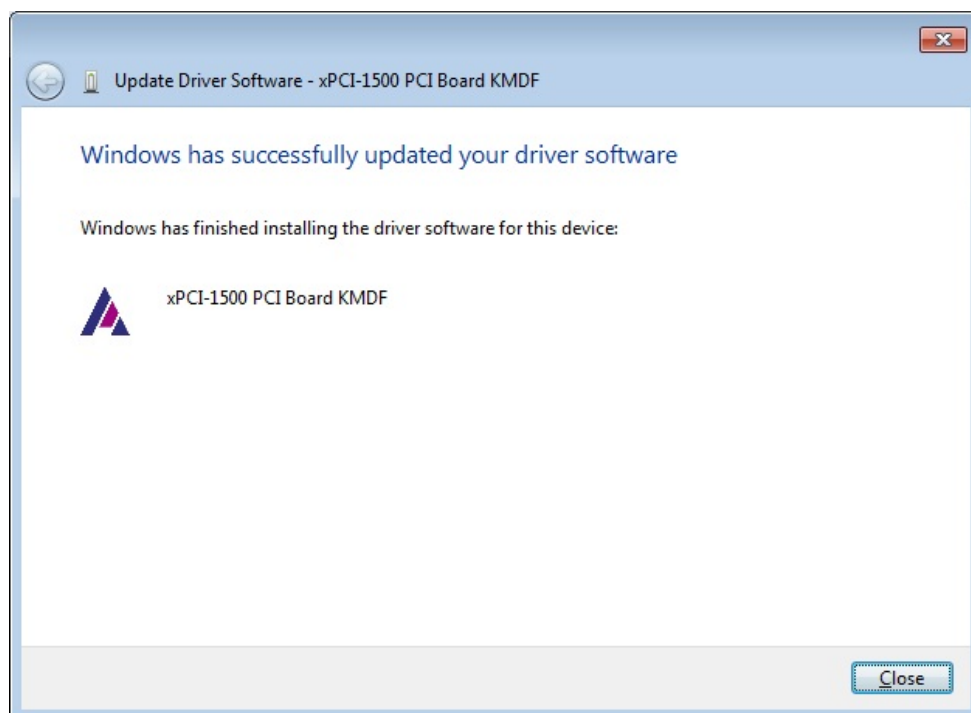 Update Driver Software - xPCI-1500 PCI Board KMDF
Windows has successfully updated your driver software
Windows has finished installing the driver software for this device:
xPCI-1500 PCI Board KMDF
Close